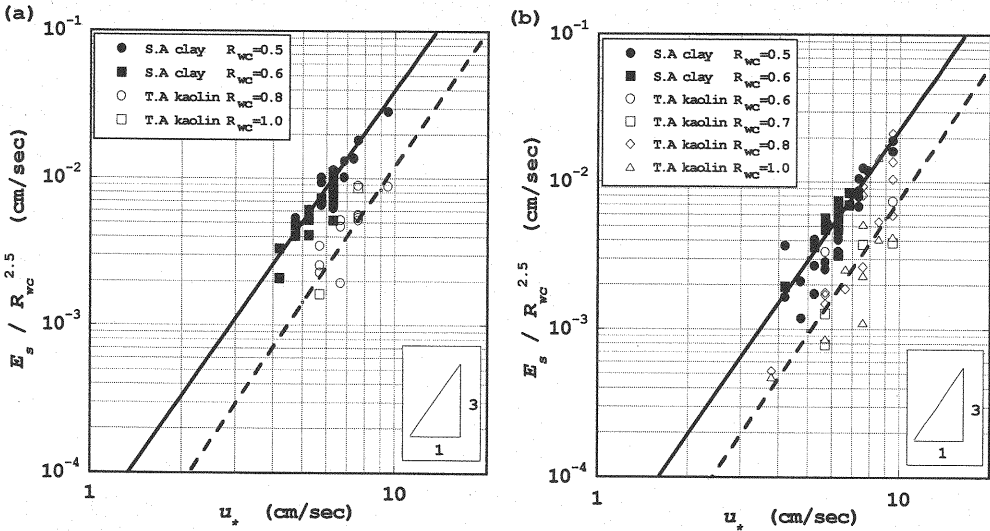 (a)
10⁻¹
S.A clay R_WC=0.5
S.A clay R_WC=0.6
T.A kaolin R_WC=0.8
T.A kaolin R_WC=1.0
10⁻²
10⁻³
10⁻⁴
E_s / R_WC^2.5 (cm/sec)
3
1
1
10
u_* (cm/sec)
(b)
10⁻¹
S.A clay R_WC=0.5
S.A clay R_WC=0.6
T.A kaolin R_WC=0.6
T.A kaolin R_WC=0.7
T.A kaolin R_WC=0.8
T.A kaolin R_WC=1.0
10⁻²
10⁻³
10⁻⁴
E_s / R_WC^2.5 (cm/sec)
3
1
1
10
u_* (cm/sec)